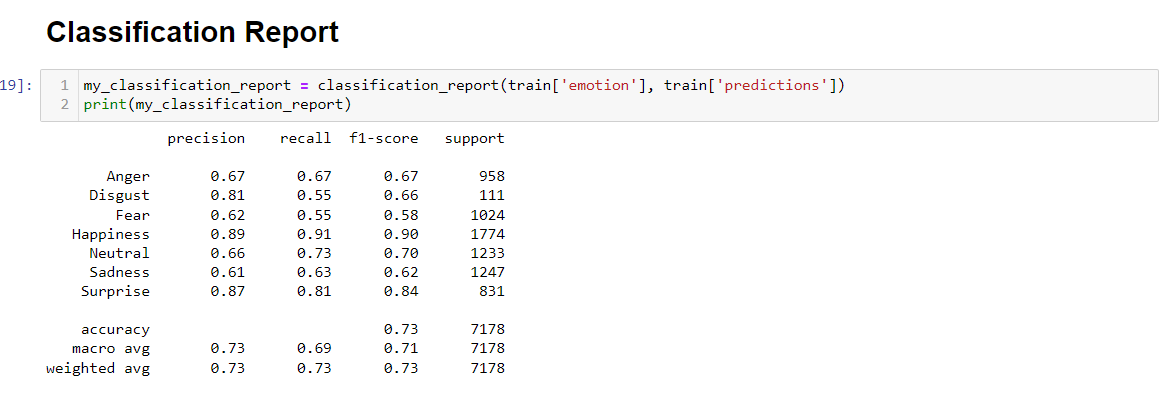 Classification Report
19]:
1 my_classification_report = classification_report(train['emotion'], train['predictions'])
2 print(my_classification_report)
precision recall f1-score support
Anger 0.67 0.67 0.67 958
Disgust 0.81 0.55 0.66 111
Fear 0.62 0.55 0.58 1024
Happiness 0.89 0.91 0.90 1774
Neutral 0.66 0.73 0.70 1233
Sadness 0.61 0.63 0.62 1247
Surprise 0.87 0.81 0.84 831
accuracy 0.73 7178
macro avg 0.73 0.69 0.71 7178
weighted avg 0.73 0.73 0.73 7178